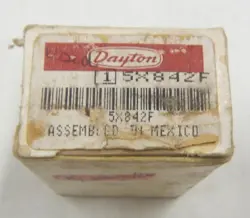 Dayton
1 5X842F
5X842F
ASSEMBLED IN MEXICO